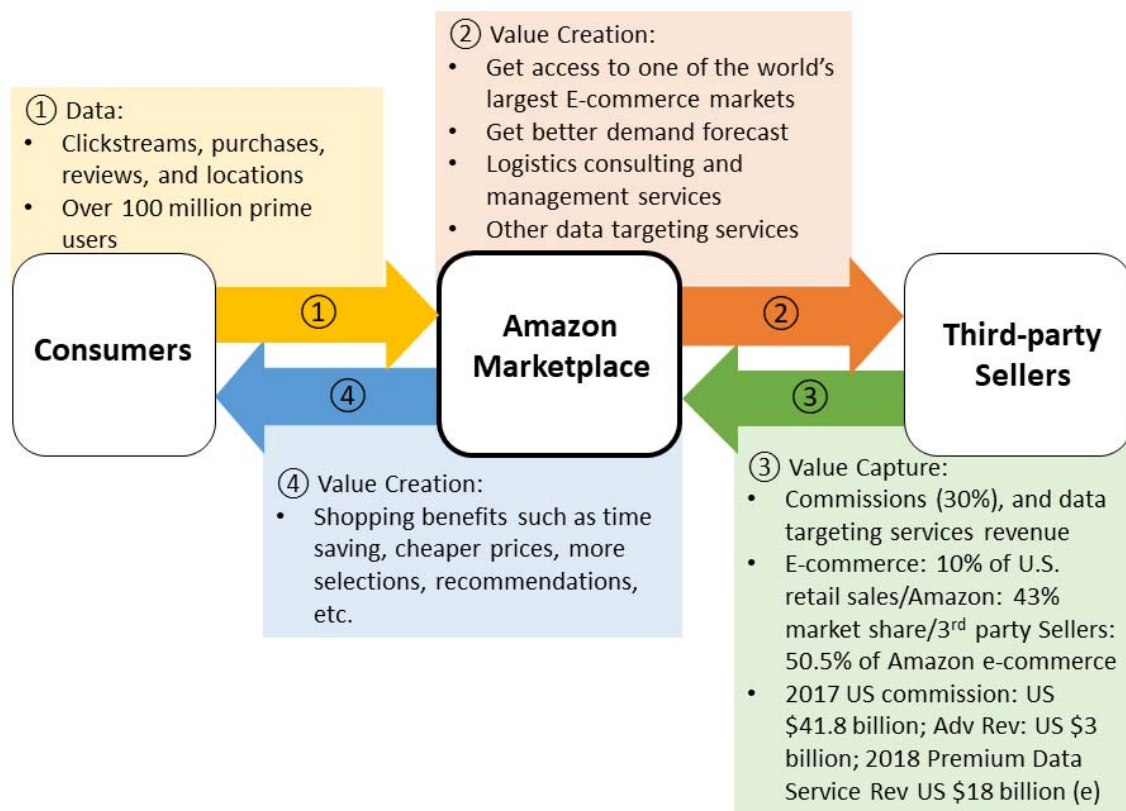 ① Data:
• Clickstreams, purchases,
reviews, and locations
• Over 100 million prime
users
② Value Creation:
• Get access to one of the world’s
largest E-commerce markets
• Get better demand forecast
• Logistics consulting and
management services
• Other data targeting services
Consumers
①
④
Amazon
Marketplace
②
③
Third-party
Sellers
④ Value Creation:
• Shopping benefits such as time
saving, cheaper prices, more
selections, recommendations,
etc.
③ Value Capture:
• Commissions (30%), and data
targeting services revenue
• E-commerce: 10% of U.S.
retail sales/Amazon: 43%
market share/3rd party Sellers:
50.5% of Amazon e-commerce
• 2017 US commission: US
$41.8 billion; Adv Rev: US $3
billion; 2018 Premium Data
Service Rev US $18 billion (e)